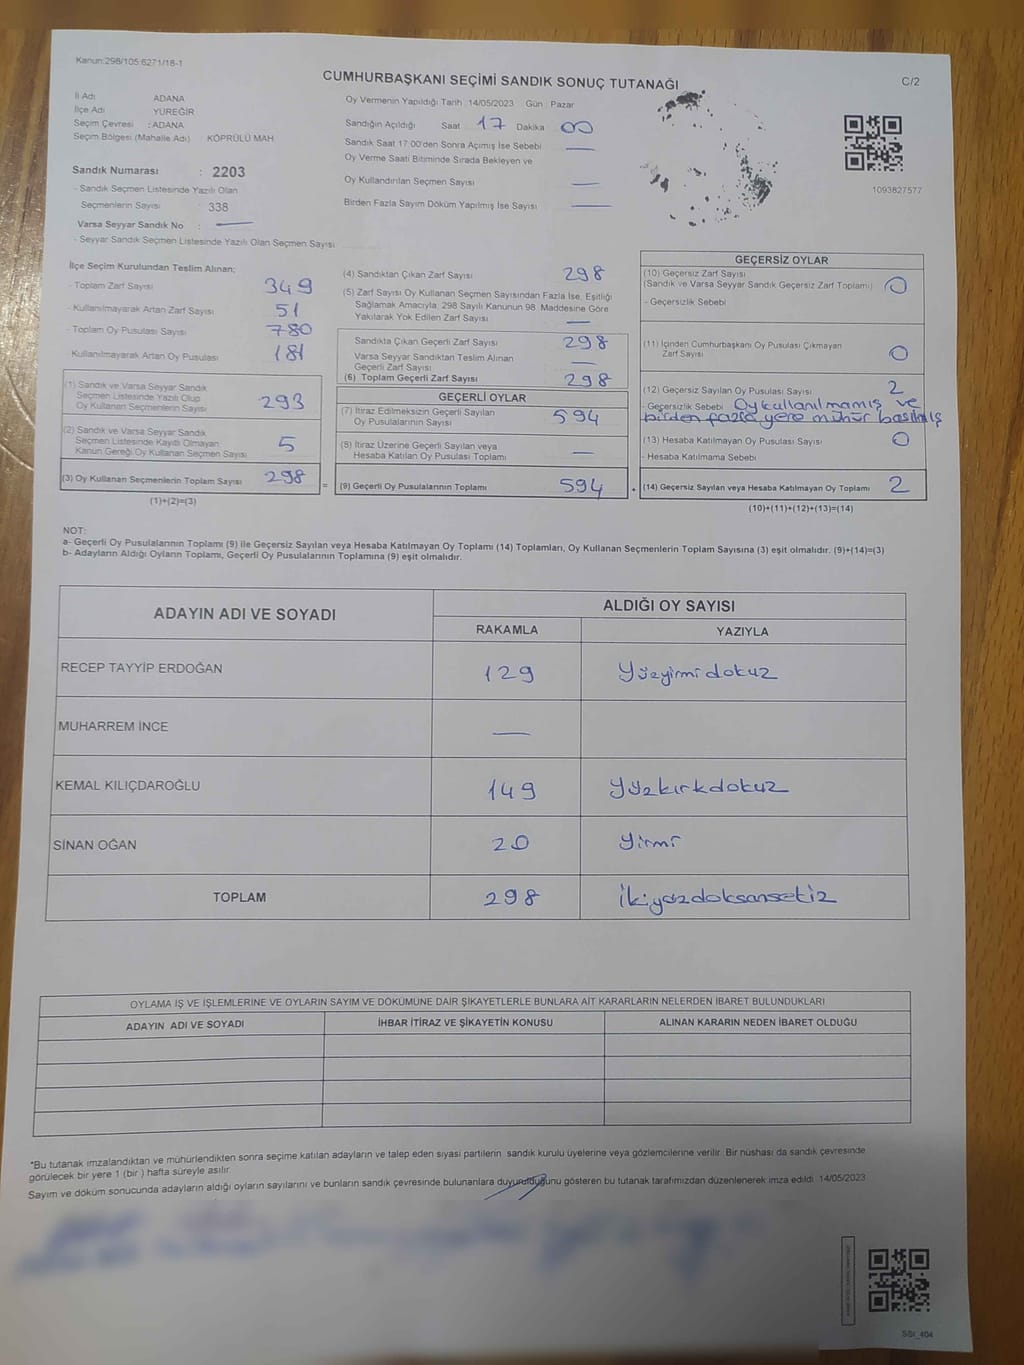 Kanun:298/105:6271/18-1
CUMHURBAŞKANI SEÇİMİ SANDIK SONUÇ TUTANAĞI
C/2
İl Adı ADANA
İlçe Adı YÜREĞİR
Seçim Çevresi : ADANA
Seçim Bölgesi (Mahalle Adı) KÖPRÜLÜ MAH
Sandık Numarası : 2203
- Sandık Seçmen Listesinde Yazılı Olan
Seçmenlerin Sayısı : 338
Varsa Seyyar Sandık No : —
- Seyyar Sandık Seçmen Listesinde Yazılı Olan Seçmen Sayısı
Oy Vermenin Yapıldığı Tarih :14/05/2023 Gün : Pazar
Sandığın Açıldığı Saat : 17 Dakika 00
Sandık Saat 17:00'den Sonra Açımış İse Sebebi —
Oy Verme Saati Bitiminde Sırada Bekleyen ve
Oy Kullandırılan Seçmen Sayısı —
Birden Fazla Sayım Döküm Yapılmış İse Sayısı —
1093827577
İlçe Seçim Kurulundan Teslim Alınan;
- Toplam Zarf Sayısı 349
- Kullanılmayarak Artan Zarf Sayısı 51
- Toplam Oy Pusulası Sayısı 780
Kullanılmayarak Artan Oy Pusulası 181
(1) Sandık ve Varsa Seyyar Sandık
Seçmen Listesinde Yazılı Olup
Oy Kullanan Seçmenlerin Sayısı 293
(2) Sandık ve Varsa Seyyar Sandık
Seçmen Listesinde Kayıtlı Olmayan
Kanun Gereği Oy Kullanan Seçmen Sayısı 5
(3) Oy Kullanan Seçmenlerin Toplam Sayısı 298
(1)+(2)=(3)
(4) Sandıktan Çıkan Zarf Sayısı 298
(5) Zarf Sayısı Oy Kullanan Seçmen Sayısından Fazla İse, Eşitliği
Sağlamak Amacıyla, 298 Sayılı Kanunun 98. Maddesine Göre
Yakılarak Yok Edilen Zarf Sayısı —
Sandıkta Çıkan Geçerli Zarf Sayısı 298
Varsa Seyyar Sandıktan Teslim Alınan
Geçerli Zarf Sayısı —
(6) Toplam Geçerli Zarf Sayısı 298
GEÇERLİ OYLAR
(7) İtiraz Edilmeksizin Geçerli Sayılan
Oy Pusulalarının Sayısı 594
(8) İtiraz Üzerine Geçerli Sayılan veya
Hesaba Katılan Oy Pusulası Toplamı —
(9) Geçerli Oy Pusulalarının Toplamı 594
GEÇERSİZ OYLAR
(10) Geçersiz Zarf Sayısı
(Sandık ve Varsa Seyyar Sandık Geçersiz Zarf Toplamı) 0
- Geçersizlik Sebebi
(11) İçinden Cumhurbaşkanı Oy Pusulası Çıkmayan
Zarf Sayısı 0
(12) Geçersiz Sayılan Oy Pusulası Sayısı 2
- Geçersizlik Sebebi Oy kullanılmamış ve
birden fazla yere mühür basılmış
(13) Hesaba Katılmayan Oy Pusulası Sayısı 0
- Hesaba Katılmama Sebebi
(14) Geçersiz Sayılan veya Hesaba Katılmayan Oy Toplamı 2
(10)+(11)+(12)+(13)=(14)
NOT:
a- Geçerli Oy Pusulalarının Toplamı (9) ile Geçersiz Sayılan veya Hesaba Katılmayan Oy Toplamı (14) Toplamları, Oy Kullanan Seçmenlerin Toplam Sayısına (3) eşit olmalıdır. (9)+(14)=(3)
b- Adayların Aldığı Oyların Toplamı, Geçerli Oy Pusulalarının Toplamına (9) eşit olmalıdır.
ADAYIN ADI VE SOYADI ALDIĞI OY SAYISI
RAKAMLA YAZIYLA
RECEP TAYYİP ERDOĞAN 129 Yüzyirmidokuz
MUHARREM İNCE —
KEMAL KILIÇDAROĞLU 149 Yüzkırkdokuz
SİNAN OĞAN 20 Yirmi
TOPLAM 298 ikiyüzdoksansekiz
OYLAMA İŞ VE İŞLEMLERİNE VE OYLARIN SAYIM VE DÖKÜMÜNE DAİR ŞİKAYETLERLE BUNLARA AİT KARARLARIN NELERDEN İBARET BULUNDUKLARI
ADAYIN ADI VE SOYADI İHBAR İTİRAZ VE ŞİKAYETİN KONUSU ALINAN KARARIN NEDEN İBARET OLDUĞU
*Bu tutanak imzalandıktan ve mühürlendikten sonra seçime katılan adayların ve talep eden siyasi partilerin sandık kurulu üyelerine veya gözlemcilerine verilir. Bir nüshası da sandık çevresinde
görülecek bir yere 1 (bir ) hafta süreyle asılır.
Sayım ve döküm sonucunda adayların aldığı oyların sayılarını ve bunların sandık çevresinde bulunanlara duyurulduğunu gösteren bu tutanak tarafımızdan düzenlenerek imza edildi. 14/05/2023
SSt_404